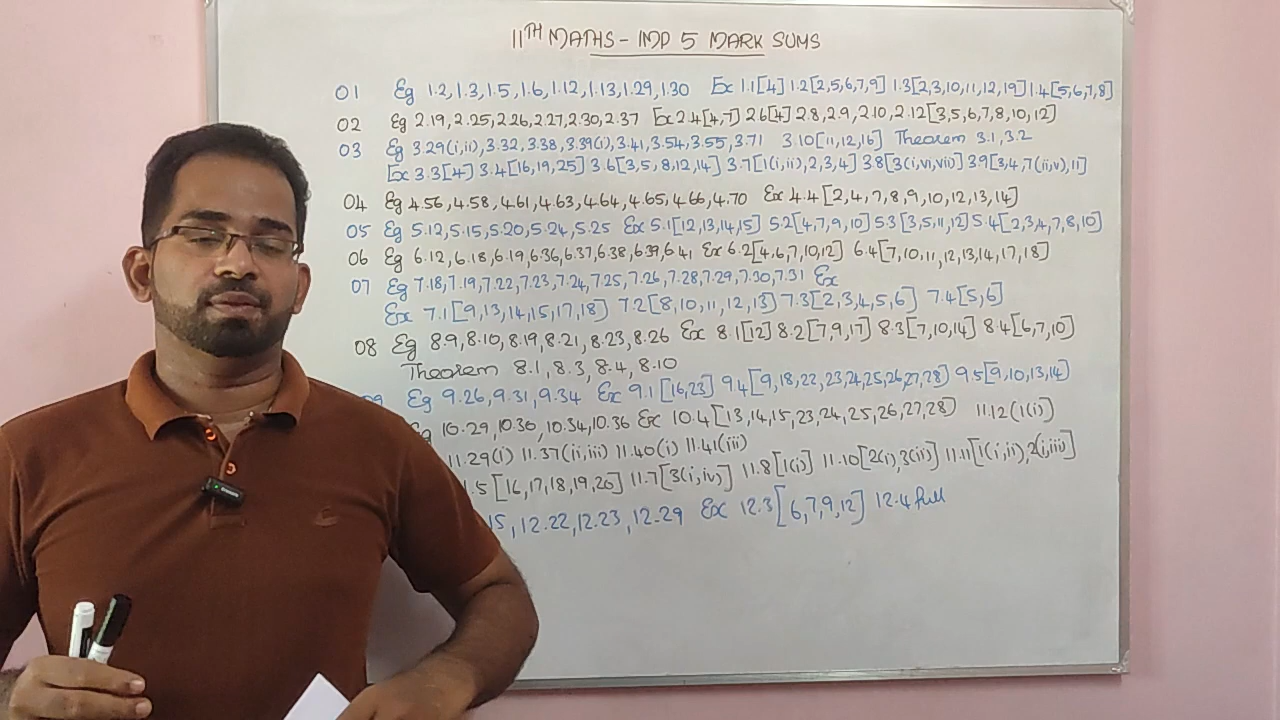 11TH MATHS - IMP 5 MARK SUMS
01 Eg 1.2, 1.3, 1.5, 1.6, 1.12, 1.13, 1.29, 1.30 Ex 1.1[4] 1.2[2,5,6,7,9] 1.3[2,3,10,11,12,19] 1.4[5,6,7,8]
02 Eg 2.19, 2.25, 2.26, 2.27, 2.30, 2.37 Ex 2.4[4,7] 2.6[4] 2.8, 2.9, 2.10, 2.12[3,5,6,7,8,10,12]
03 Eg 3.29(i,ii), 3.32, 3.38, 3.39(i), 3.41, 3.54, 3.55, 3.71 3.10[11,12,16] Theorem 3.1, 3.2
Ex 3.3[4] 3.4[16,19,25] 3.6[3,5,8,12,14] 3.7[1(i,ii),2,3,4] 3.8[3(i,vi,vii)] 3.9[3,4,7(ii,v),11]
04 Eg 4.56, 4.58, 4.61, 4.63, 4.64, 4.65, 4.66, 4.70 Ex 4.4[2,4,7,8,9,10,12,13,14]
05 Eg 5.12, 5.15, 5.20, 5.24, 5.25 Ex 5.1[12,13,14,15] 5.2[4,7,9,10] 5.3[3,5,11,12] 5.4[2,3,4,7,8,10]
06 Eg 6.12, 6.18, 6.19, 6.36, 6.37, 6.38, 6.39, 6.41 Ex 6.2[4,6,7,10,12] 6.4[7,10,11,12,13,14,17,18]
07 Eg 7.18, 7.19, 7.22, 7.23, 7.24, 7.25, 7.26, 7.28, 7.29, 7.30, 7.31 Ex
Ex 7.1[9,13,14,15,17,18) 7.2[8,10,11,12,13) 7.3[2,3,4,5,6] 7.4[5,6]
08 Eg 8.9, 8.10, 8.19, 8.21, 8.23, 8.26 Ex 8.1[12] 8.2[7,9,17] 8.3[7,10,14] 8.4[6,7,10]
Theorem 8.1, 8.3, 8.4, 8.10
09 Eg 9.26, 9.31, 9.34 Ex 9.1[16,23] 9.4[9,18,22,23,24,25,26,27,28) 9.5[9,10,13,14)
Eg 10.29, 10.30, 10.34, 10.36 Ex 10.4[13,14,15,23,24,25,26,27,28) 11.12(1(i)]
11.29(i) 11.37(ii,iii) 11.40(i) 11.41(iii)
1.5[16,17,18,19,20] 11.7[3(i,iv)] 11.8[1(i)] 11.10[2(i),3(ii)] 11.11[1(i,ii),2(i,iii)]
15, 12.22, 12.23, 12.29 Ex 12.3[6,7,9,12] 12.4 full